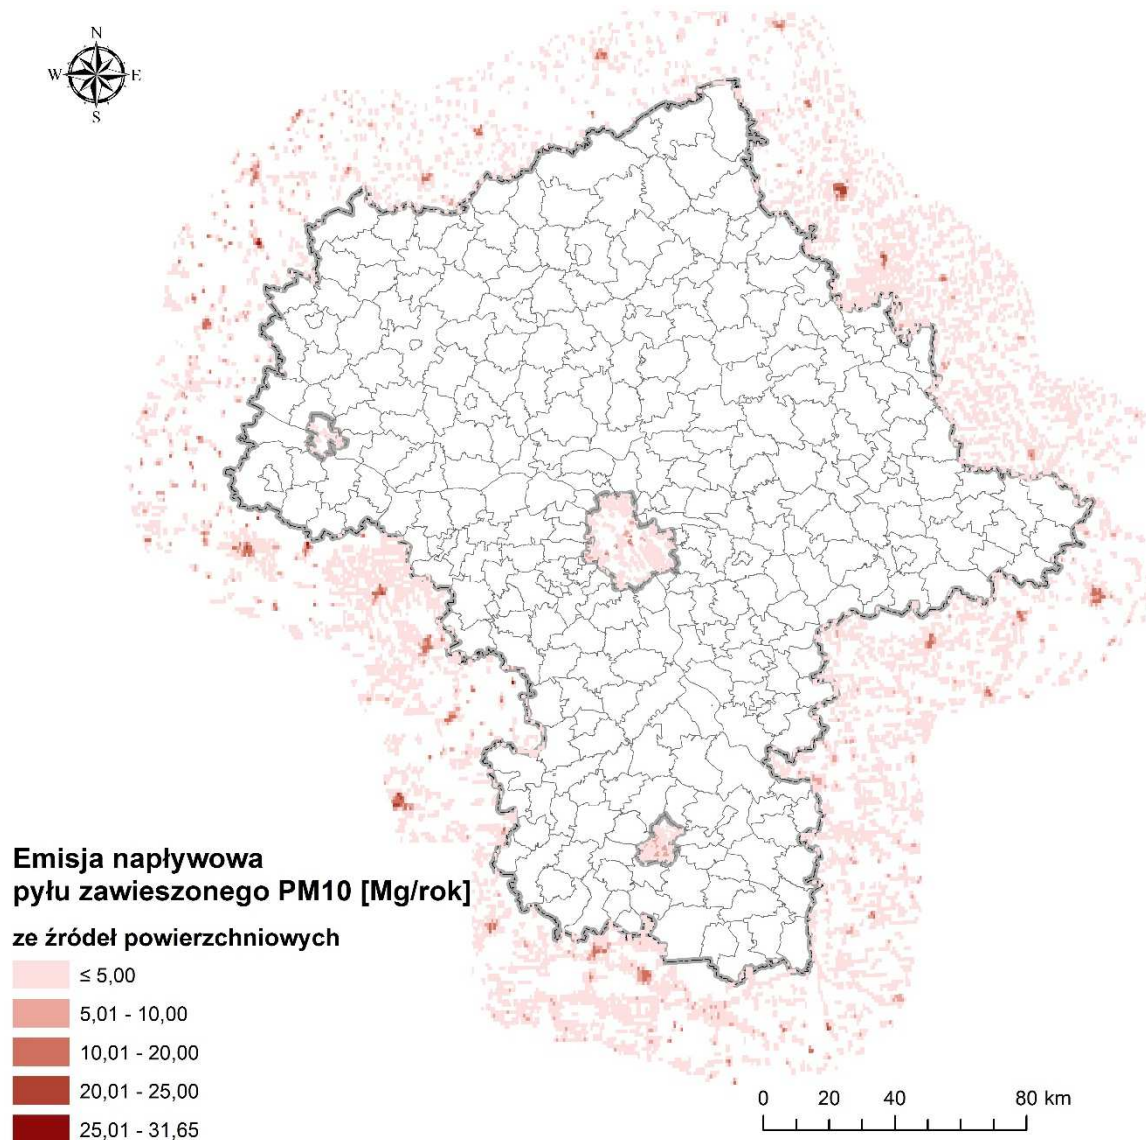 N
W E
S
Emisja napływowa
pyłu zawieszonego PM10 [Mg/rok]
ze źródeł powierzchniowych
≤ 5,00
5,01 - 10,00
10,01 - 20,00
20,01 - 25,00
25,01 - 31,65
0 20 40 80 km